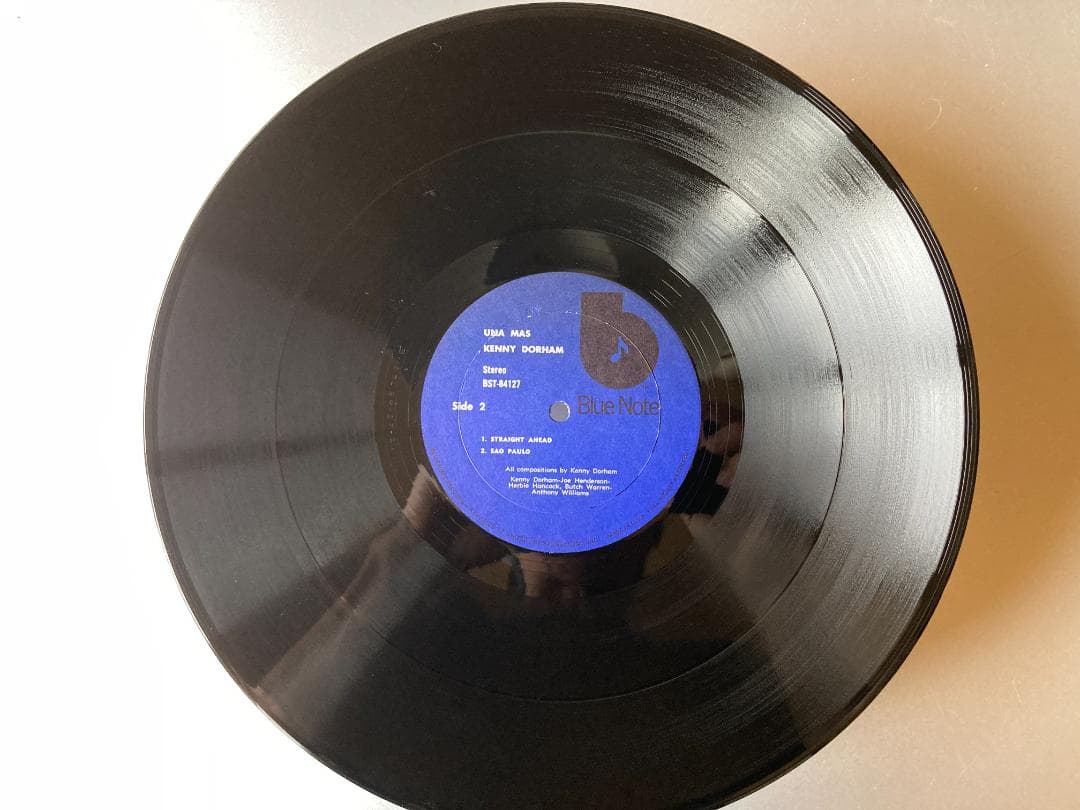 UNA MAS
KENNY DORHAM
Stereo
BST-84127
Side 2
Blue Note
1. STRAIGHT AHEAD
2. SAO PAULO
All compositions by Kenny Dorham
Kenny Dorham-Joe Henderson-
Herbie Hancock, Butch Warren-
Anthony Williams